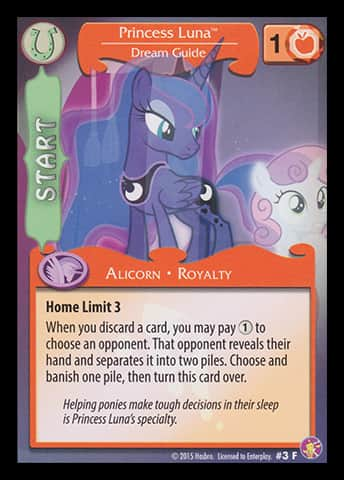 Princess Luna™
Dream Guide
1
START
ALICORN • ROYALTY
Home Limit 3
When you discard a card, you may pay 1 to
choose an opponent. That opponent reveals their
hand and separates it into two piles. Choose and
banish one pile, then turn this card over.
Helping ponies make tough decisions in their sleep
is Princess Luna's specialty.
© 2015 Hasbro. Licensed to Enterplay. #3 F